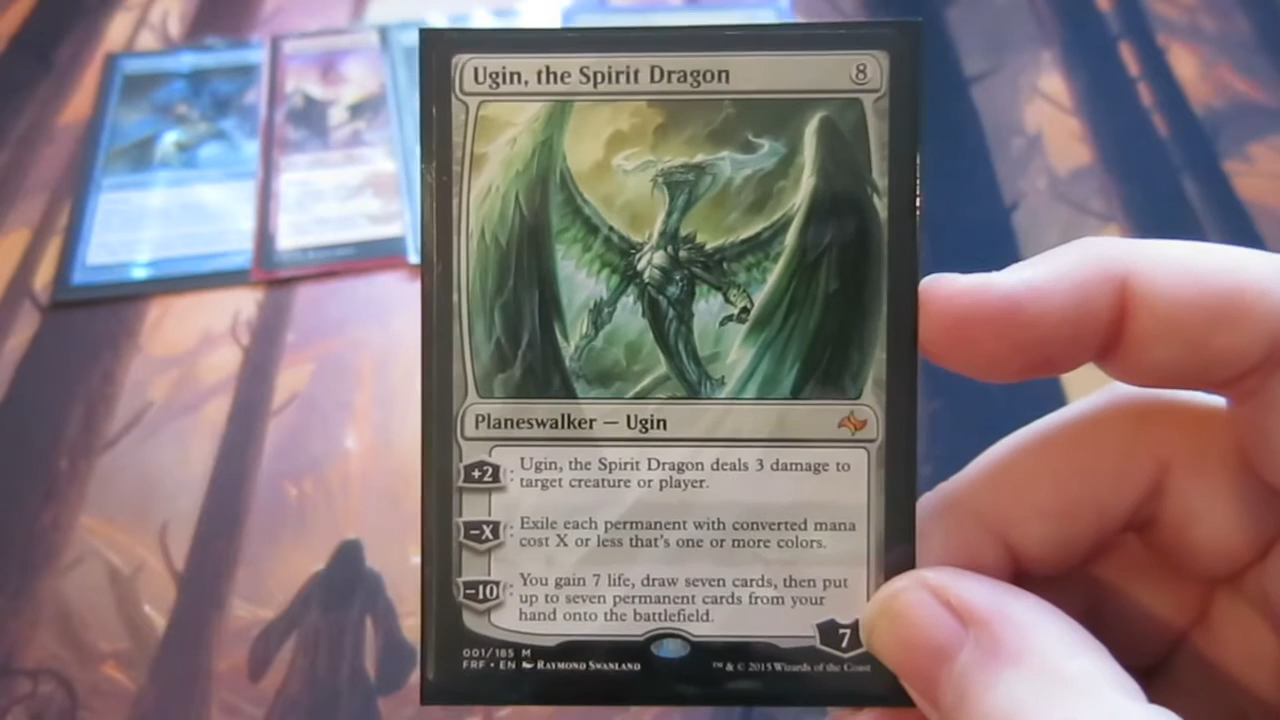 Ugin, the Spirit Dragon 8
Planeswalker — Ugin
+2: Ugin, the Spirit Dragon deals 3 damage to
target creature or player.
-X: Exile each permanent with converted mana
cost X or less that's one or more colors.
-10: You gain 7 life, draw seven cards, then put
up to seven permanent cards from your
hand onto the battlefield.
7
001/185 M
FRF • EN Raymond Swanland
™ & © 2015 Wizards of the Coast